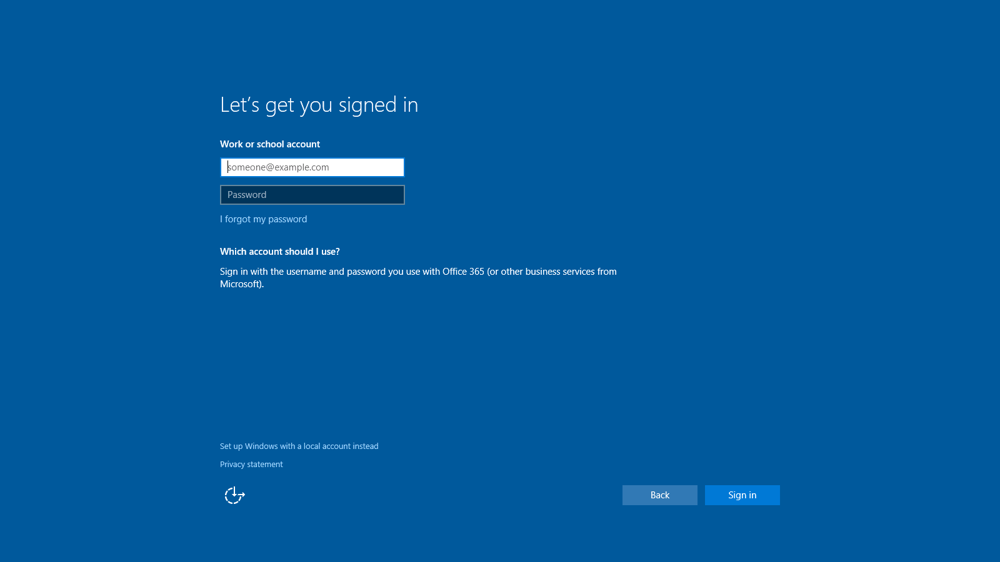 Let’s get you signed in
Work or school account
someone@example.com
Password
I forgot my password
Which account should I use?
Sign in with the username and password you use with Office 365 (or other business services from
Microsoft).
Set up Windows with a local account instead
Privacy statement
Back
Sign in